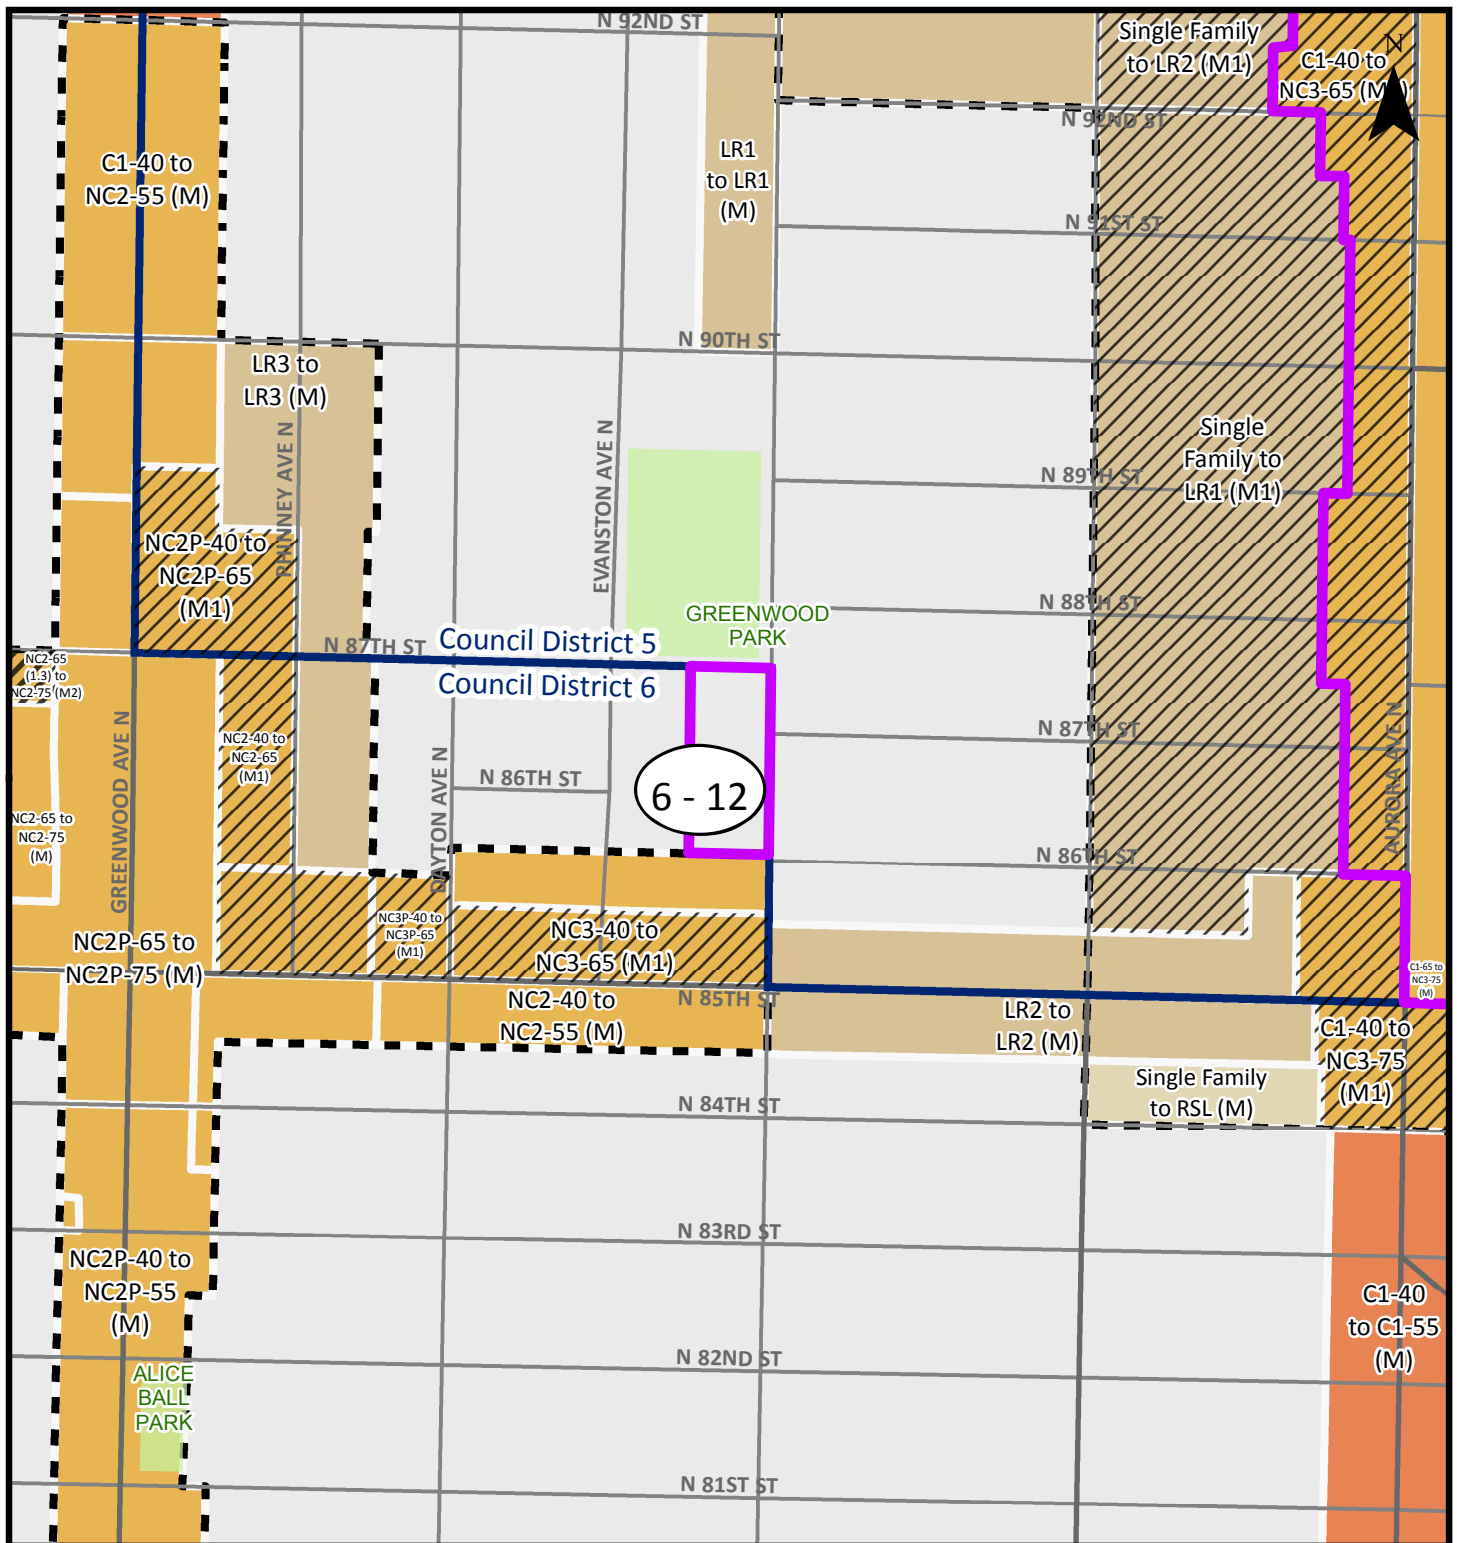 N 92ND ST
Single Family
to LR2 (M1)
C1-40 to
N
N 92ND ST
C1-40 to
NC2-55 (M)
LR1
to LR1
(M)
N 91ST ST
N 90TH ST
LR3 to
LR3 (M)
PHINNEY AVE N
EVANSTON AVE N
Single
Family to
LR1 (M1)
N 89TH ST
NC2P-40 to
NC2P-65
(M1)
N 88TH ST
GREENWOOD
PARK
N 87TH ST
Council District 5
Council District 6
NC2-65
(1.3) to
NC2-75 (M2)
GREENWOOD AVE N
NC2-40 to
NC2-65
(M1)
DAYTON AVE N
N 86TH ST
6 - 12
N 87TH ST
AURORA AVE N
NC2-65 to
NC2-75
(M)
N 86TH ST
NC3P-40 to
NC3P-65
(M1)
NC3-40 to
NC3-65 (M1)
NC2P-65 to
NC2P-75 (M)
C1-65 to
NC3-75
(M)
N 85TH ST
NC2-40 to
NC2-55 (M)
LR2 to
LR2 (M)
C1-40 to
NC3-75
(M1)
Single Family
to RSL (M)
N 84TH ST
N 83RD ST
NC2P-40 to
NC2P-55
(M)
C1-40
to C1-55
(M)
N 82ND ST
ALICE
BALL
PARK
N 81ST ST